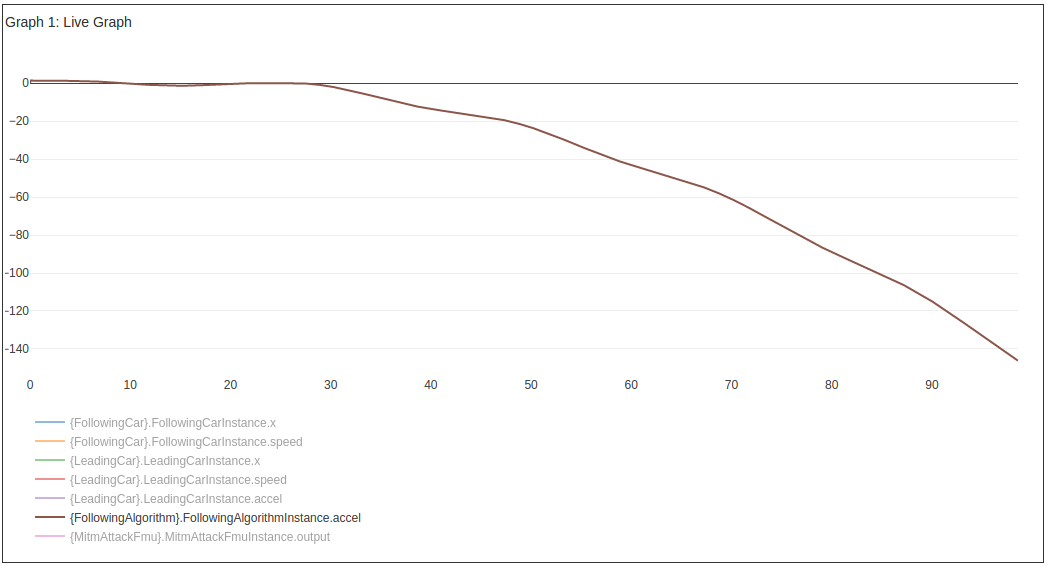 Graph 1: Live Graph
0
−20
−40
−60
−80
−100
−120
−140
0 10 20 30 40 50 60 70 80 90
{FollowingCar}.FollowingCarInstance.x
{FollowingCar}.FollowingCarInstance.speed
{LeadingCar}.LeadingCarInstance.x
{LeadingCar}.LeadingCarInstance.speed
{LeadingCar}.LeadingCarInstance.accel
{FollowingAlgorithm}.FollowingAlgorithmInstance.accel
{MitmAttackFmu}.MitmAttackFmuInstance.output